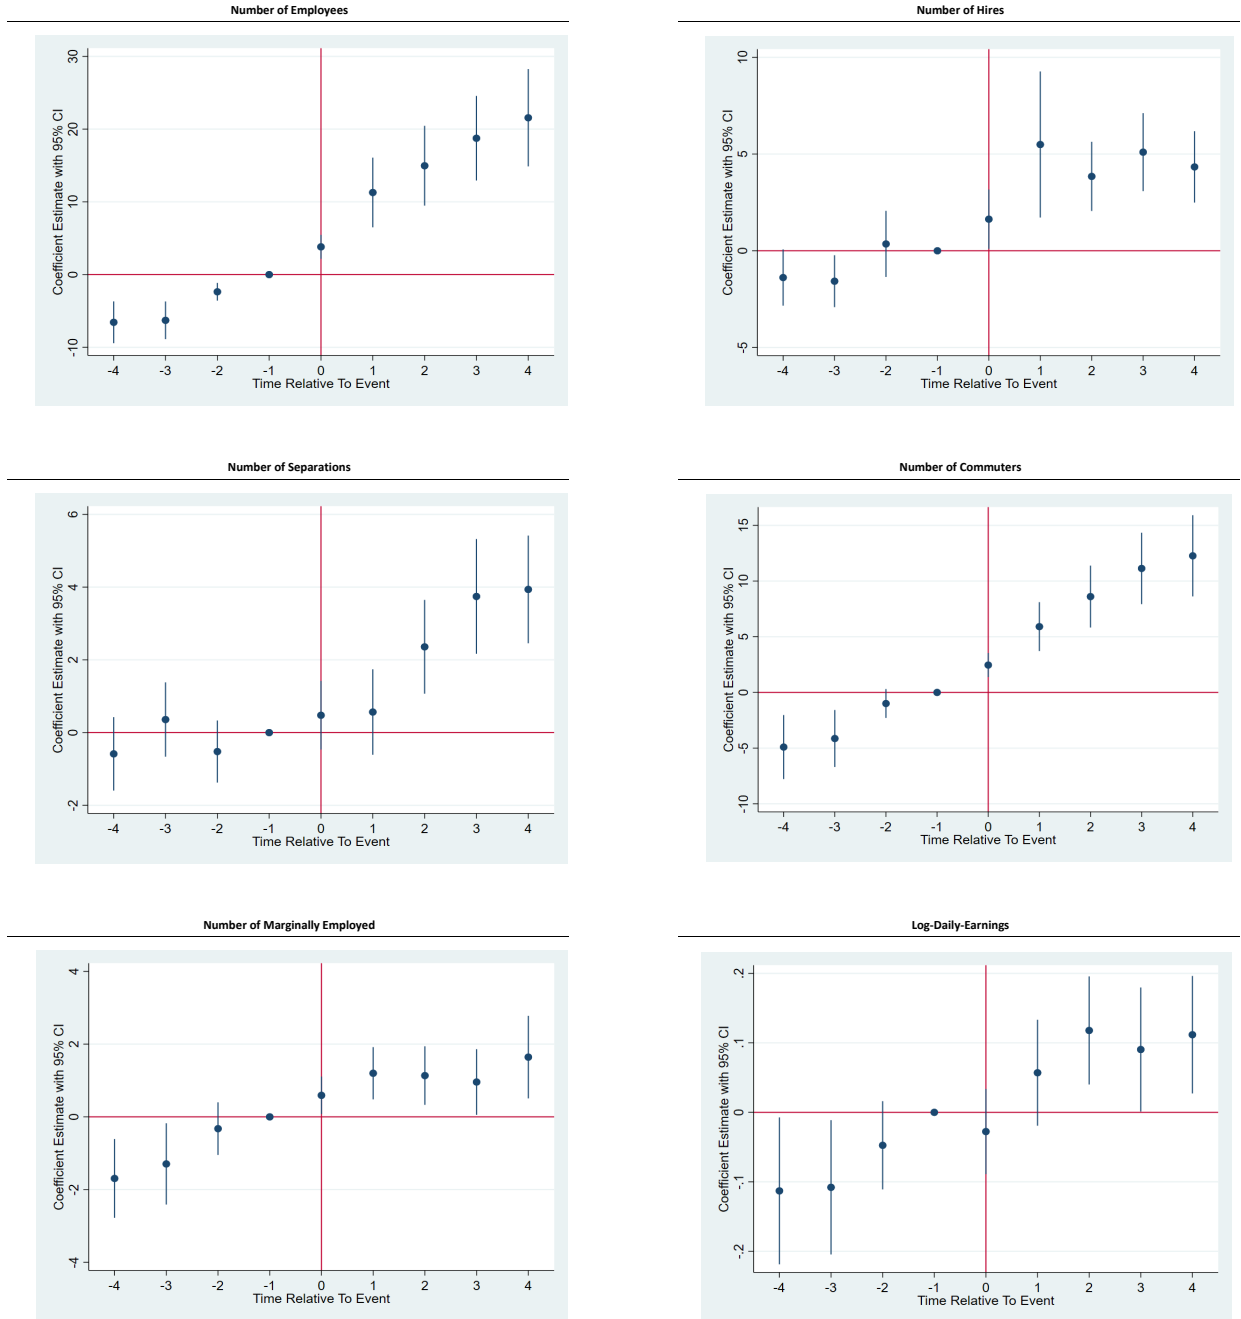 Number of Employees
Coefficient Estimate with 95% CI
30
20
10
0
-10
-4 -3 -2 -1 0 1 2 3 4
Time Relative To Event
Number of Hires
Coefficient Estimate with 95% CI
10
5
0
-5
-4 -3 -2 -1 0 1 2 3 4
Time Relative To Event
Number of Separations
Coefficient Estimate with 95% CI
6
4
2
0
-2
-4 -3 -2 -1 0 1 2 3 4
Time Relative To Event
Number of Commuters
Coefficient Estimate with 95% CI
15
10
5
0
-5
-10
-4 -3 -2 -1 0 1 2 3 4
Time Relative To Event
Number of Marginally Employed
Coefficient Estimate with 95% CI
4
2
0
-2
-4
-4 -3 -2 -1 0 1 2 3 4
Time Relative To Event
Log-Daily-Earnings
Coefficient Estimate with 95% CI
.2
.1
0
-.1
-.2
-4 -3 -2 -1 0 1 2 3 4
Time Relative To Event